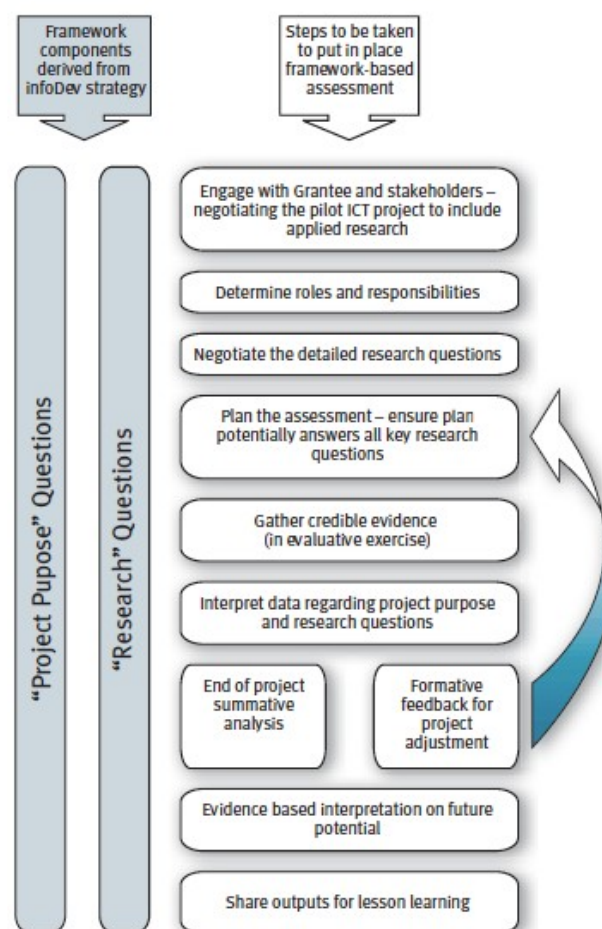 Framework
components
derived from
infoDev strategy
Steps to be taken
to put in place
framework-based
assessment
"Project Pupose" Questions
"Research" Questions
Engage with Grantee and stakeholders –
negotiating the pilot ICT project to include
applied research
Determine roles and responsibilities
Negotiate the detailed research questions
Plan the assessment – ensure plan
potentially answers all key research
questions
Gather credible evidence
(in evaluative exercise)
Interpret data regarding project purpose
and research questions
End of project
summative
analysis
Formative
feedback for
project
adjustment
Evidence based interpretation on future
potential
Share outputs for lesson learning